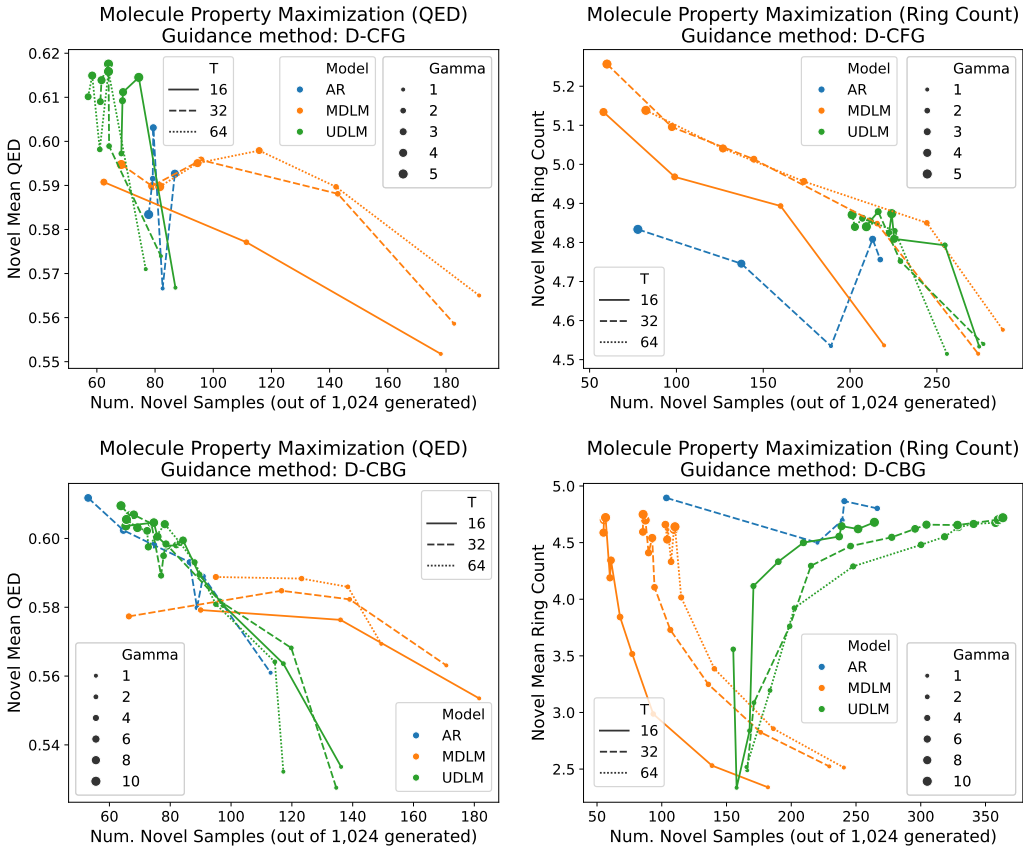 Molecule Property Maximization (QED)
Guidance method: D-CFG
0.62
0.61
0.60
0.59
0.58
0.57
0.56
0.55
Novel Mean QED
T
16
32
64
Model
AR
MDLM
UDLM
Gamma
1
2
3
4
5
60
80
100
120
140
160
180
Num. Novel Samples (out of 1,024 generated)
Molecule Property Maximization (Ring Count)
Guidance method: D-CFG
5.2
5.1
5.0
4.9
4.8
4.7
4.6
4.5
Novel Mean Ring Count
Model
AR
MDLM
UDLM
Gamma
1
2
3
4
5
T
16
32
64
50
100
150
200
250
Num. Novel Samples (out of 1,024 generated)
Molecule Property Maximization (QED)
Guidance method: D-CBG
0.60
0.58
0.56
0.54
Novel Mean QED
T
16
32
64
Gamma
1
2
4
6
8
10
Model
AR
MDLM
UDLM
60
80
100
120
140
160
180
Num. Novel Samples (out of 1,024 generated)
Molecule Property Maximization (Ring Count)
Guidance method: D-CBG
5.0
4.5
4.0
3.5
3.0
2.5
Novel Mean Ring Count
T
16
32
64
Model
AR
MDLM
UDLM
Gamma
1
2
4
6
8
10
50
100
150
200
250
300
350
Num. Novel Samples (out of 1,024 generated)